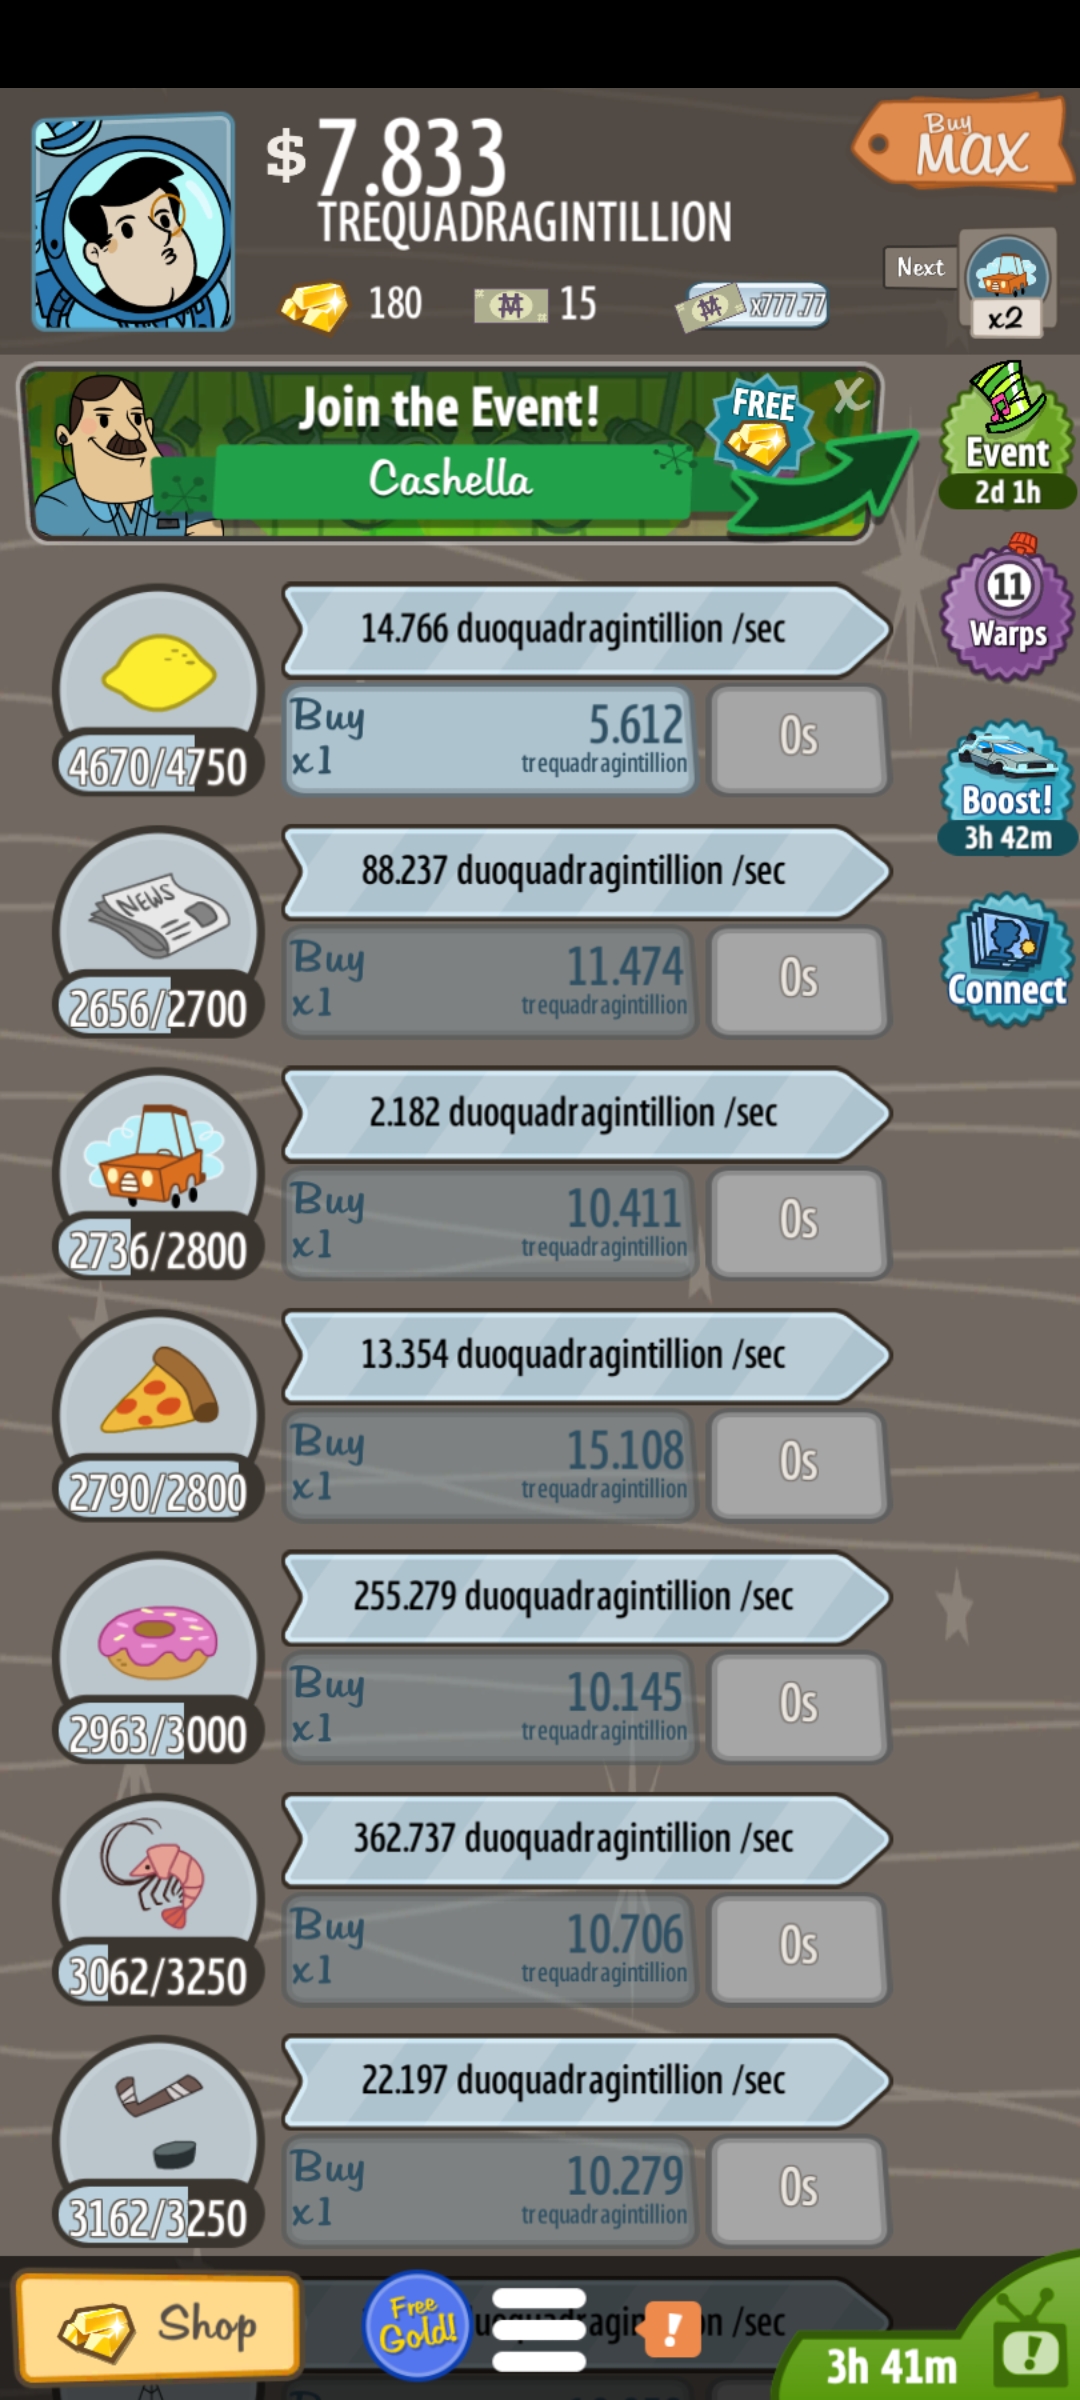 $7.833
TREQUADRAGINTILLION
Buy
MAX
180
15
x777.77
Next
x2
Join the Event!
Cashella
FREE
X
Event
2d 1h
14.766 duoquadragintillion /sec
Buy
x1
5.612
trequadragintillion
0s
4670/4750
11
Warps
Boost!
3h 42m
NEWS
88.237 duoquadragintillion /sec
Buy
x1
11.474
trequadragintillion
0s
2656/2700
Connect
2.182 duoquadragintillion /sec
Buy
x1
10.411
trequadragintillion
0s
2736/2800
13.354 duoquadragintillion /sec
Buy
x1
15.108
trequadragintillion
0s
2790/2800
255.279 duoquadragintillion /sec
Buy
x1
10.145
trequadragintillion
0s
2963/3000
362.737 duoquadragintillion /sec
Buy
x1
10.706
trequadragintillion
0s
3062/3250
22.197 duoquadragintillion /sec
Buy
x1
10.279
trequadragintillion
0s
3162/3250
Shop
Free
Gold!
!
/sec
3h 41m
!
Buy